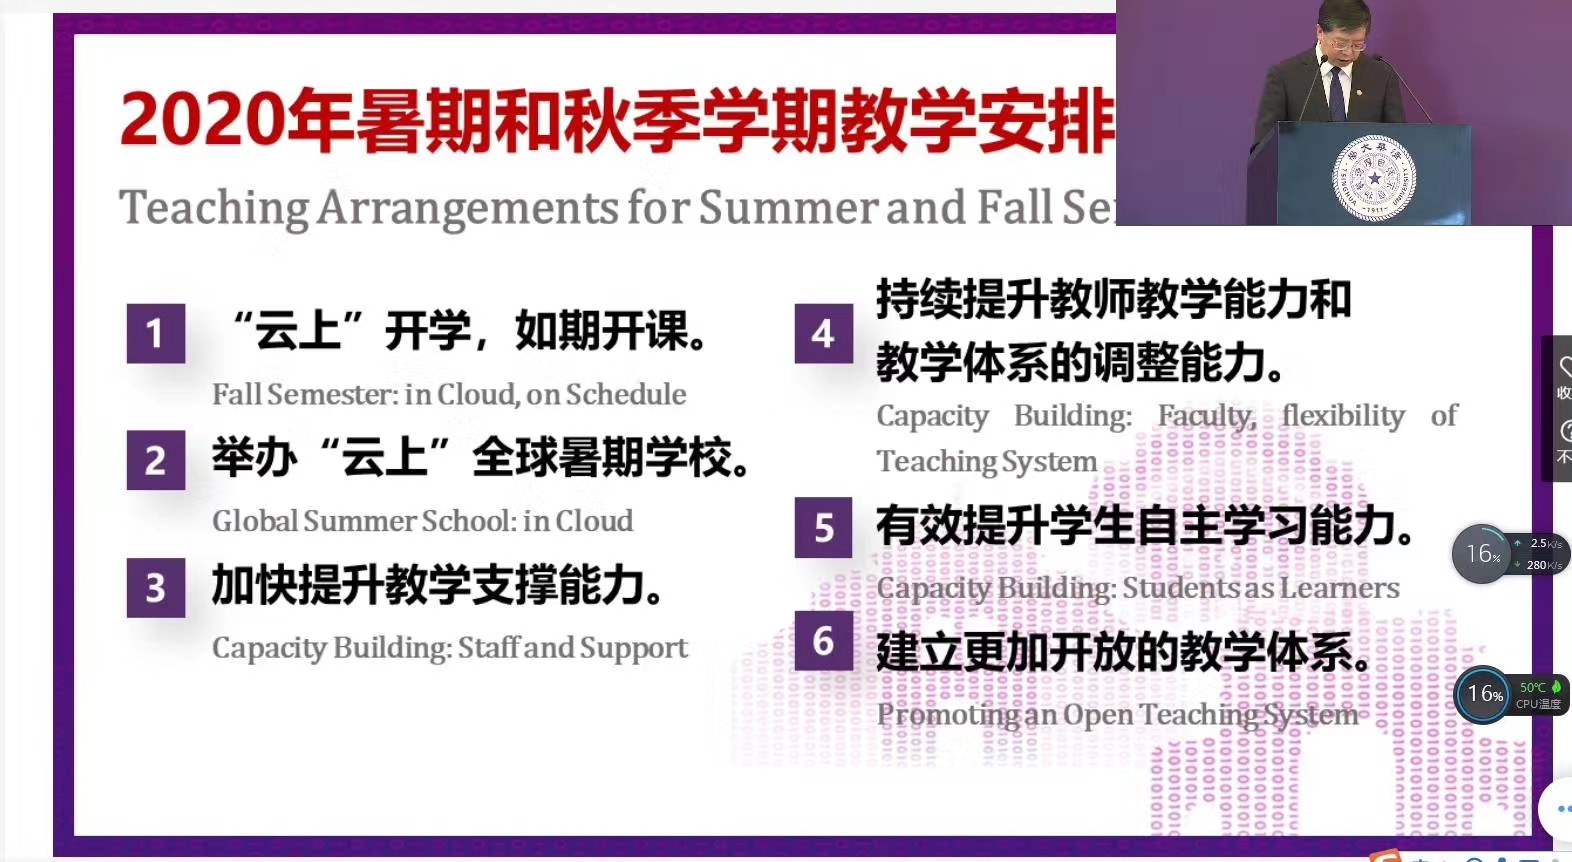 2020年暑期和秋季学期教学安排
Teaching Arrangements for Summer and Fall Se
1
“云上”开学，如期开课。
Fall Semester: in Cloud, on Schedule
2
举办“云上”全球暑期学校。
Global Summer School: in Cloud
3
加快提升教学支撑能力。
Capacity Building: Staff and Support
4
持续提升教师教学能力和
教学体系的调整能力。
Capacity Building: Faculty, flexibility of
Teaching System
5
有效提升学生自主学习能力。
Capacity Building: Students as Learners
6
建立更加开放的教学体系。
Promoting an Open Teaching System
清华大学
TSINGHUA UNIVERSITY
-1911-
收
不
16%
2.5K/s
280K/s
16%
50℃
CPU温度